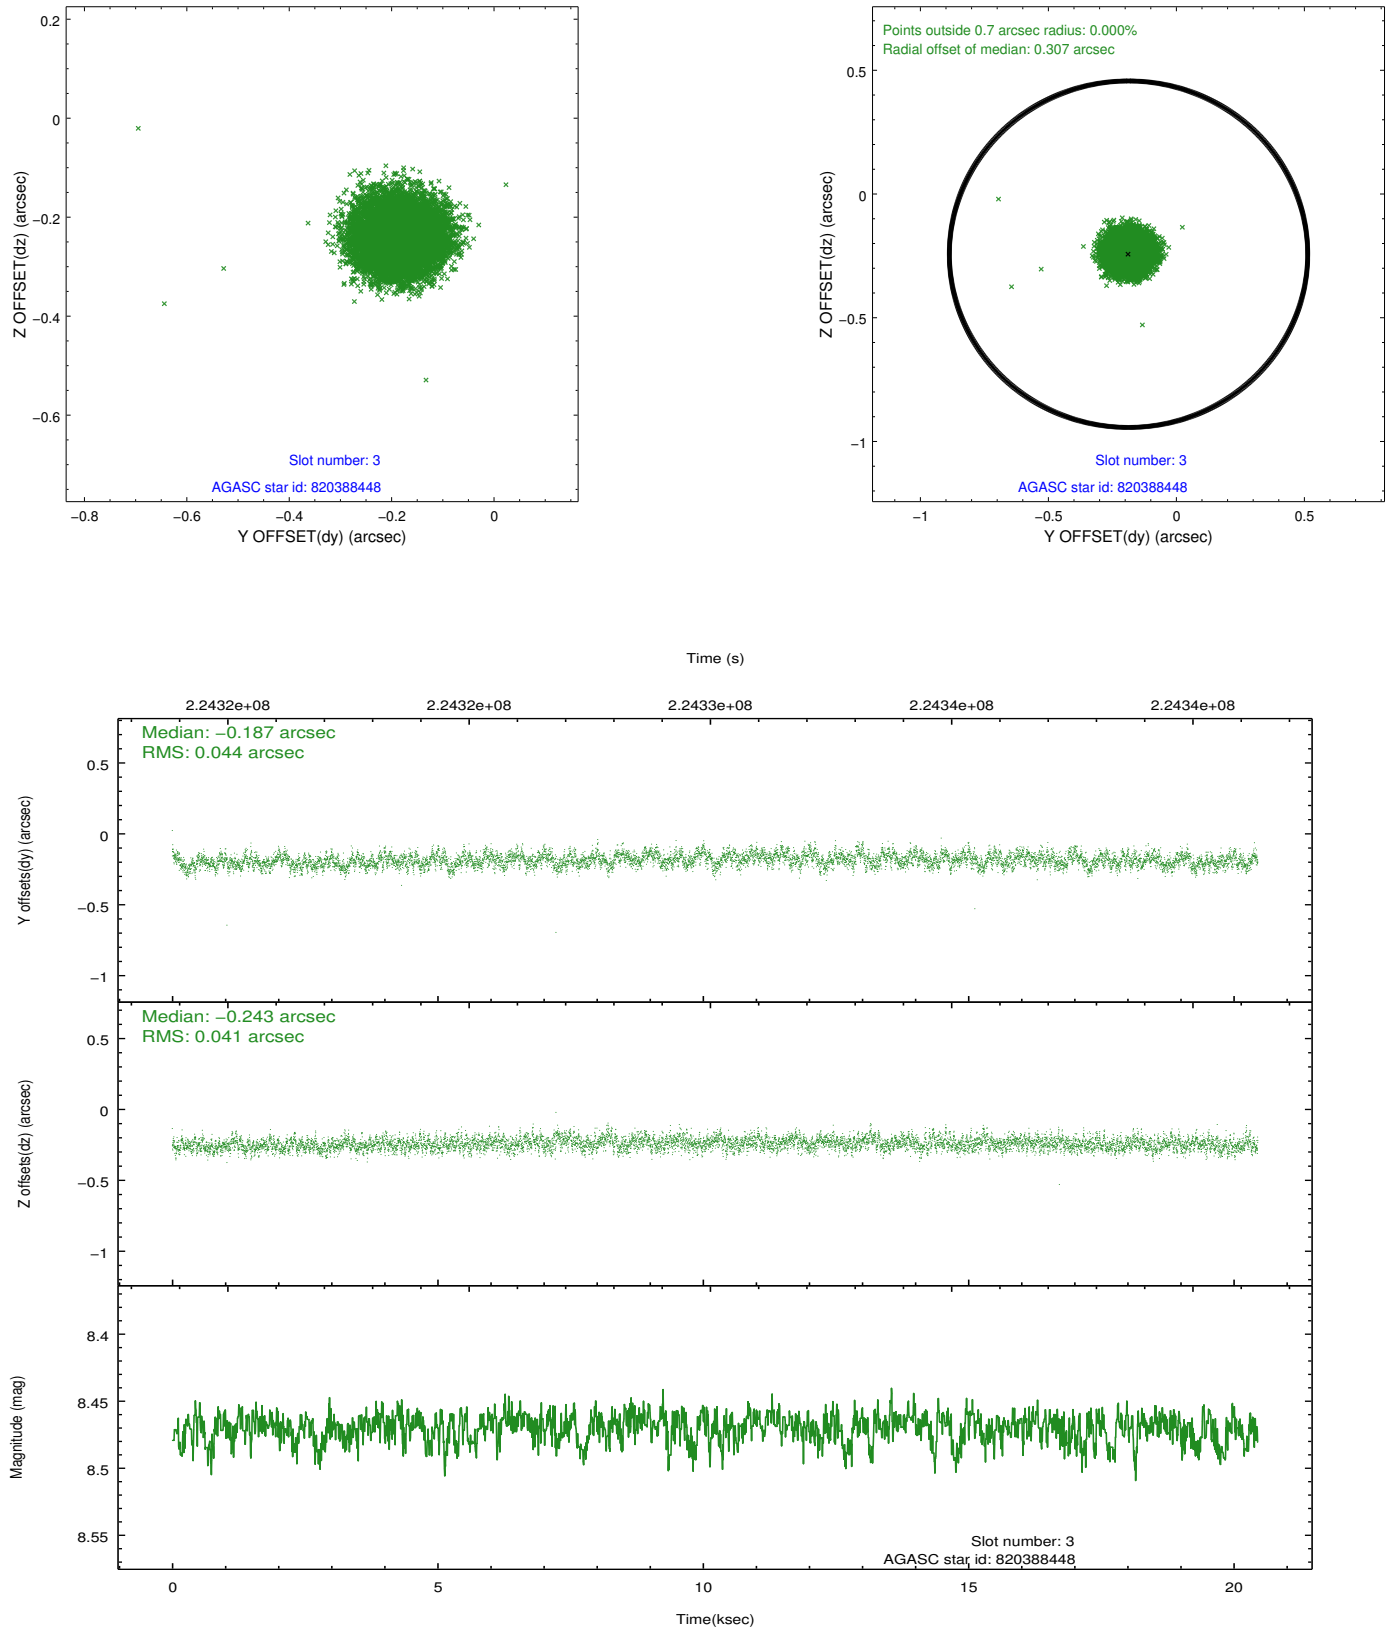 0.2
0
−0.2
−0.4
−0.6
Z OFFSET(dz) (arcsec)
Slot number: 3
AGASC star id: 820388448
−0.8 −0.6 −0.4 −0.2 0
Y OFFSET(dy) (arcsec)
Points outside 0.7 arcsec radius: 0.000%
Radial offset of median: 0.307 arcsec
0.5
0
−0.5
−1
Z OFFSET(dz) (arcsec)
Slot number: 3
AGASC star id: 820388448
−1 −0.5 0 0.5
Y OFFSET(dy) (arcsec)
Time (s)
2.2432e+08 2.2432e+08 2.2433e+08 2.2434e+08 2.2434e+08
Median: −0.187 arcsec
RMS: 0.044 arcsec
0.5
0
−0.5
−1
Y offsets(dy) (arcsec)
Median: −0.243 arcsec
RMS: 0.041 arcsec
0.5
0
−0.5
−1
Z offsets(dz) (arcsec)
8.4
8.45
8.5
8.55
Magnitude (mag)
Slot number: 3
AGASC star id: 820388448
0 5 10 15 20
Time(ksec)